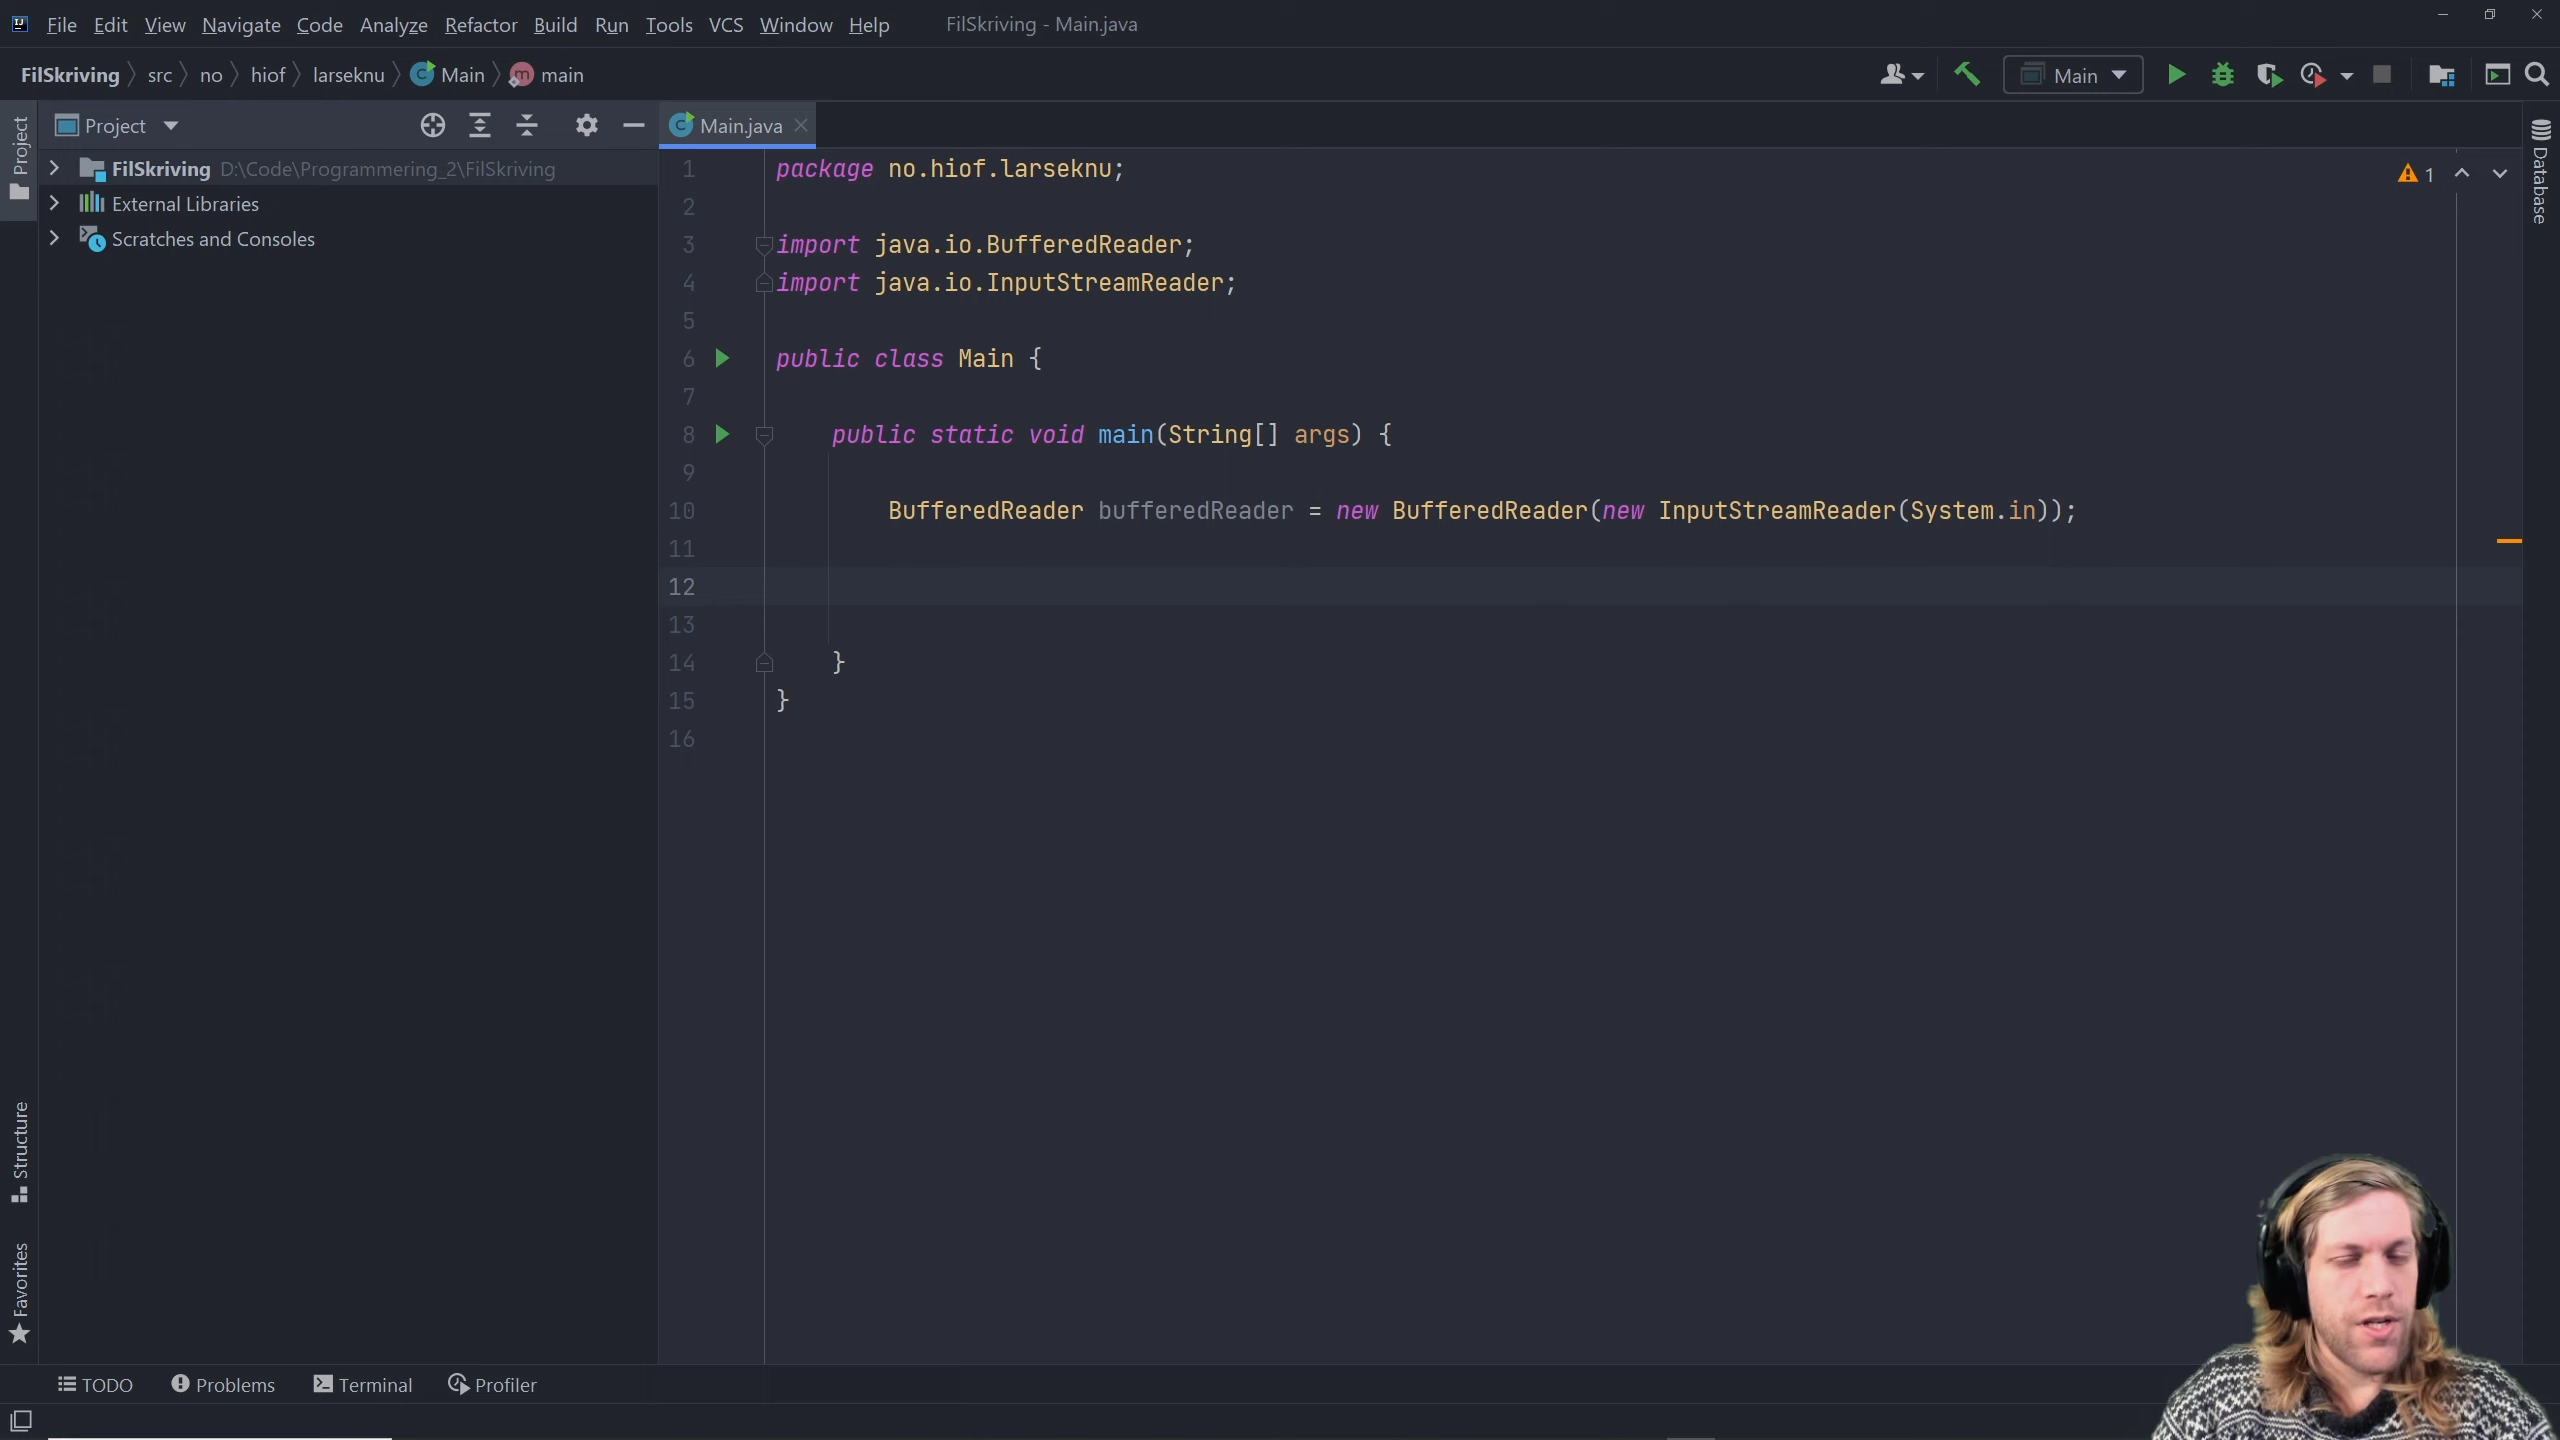 File Edit View Navigate Code Analyze Refactor Build Run Tools VCS Window Help FilSkriving - Main.java
FilSkriving src no hiof larseknu Main main Main
Project
Project
Main.java
FilSkriving D:\Code\Programmering_2\FilSkriving
External Libraries
Scratches and Consoles
1 package no.hiof.larseknu;
2
3 import java.io.BufferedReader;
4 import java.io.InputStreamReader;
5
6 public class Main {
7
8 public static void main(String[] args) {
9
10 BufferedReader bufferedReader = new BufferedReader(new InputStreamReader(System.in));
11
12
13
14 }
15 }
16
1
Database
Structure
Favorites
TODO Problems Terminal Profiler